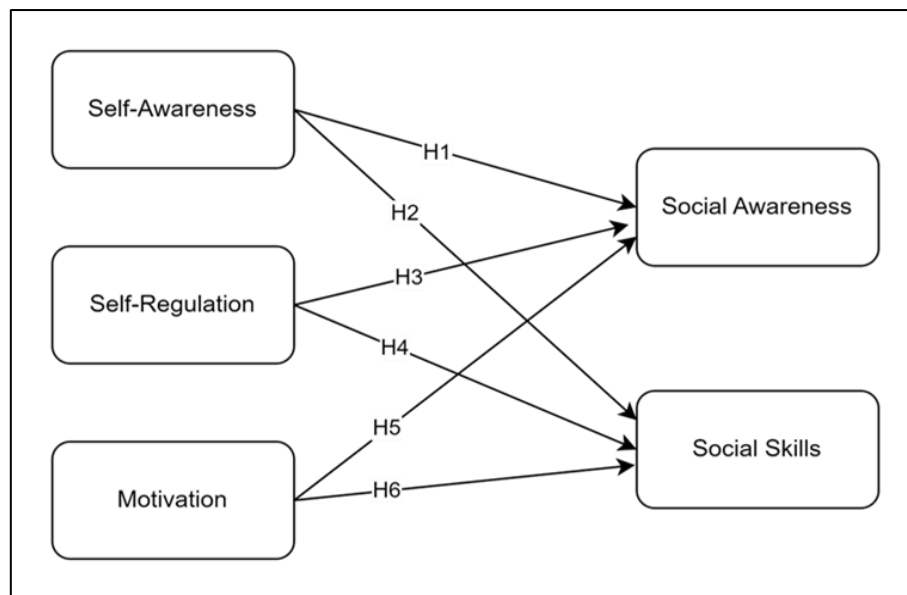 Self-Awareness
H1
Social Awareness
H2
Self-Regulation
H3
H4
H5
Social Skills
Motivation
H6